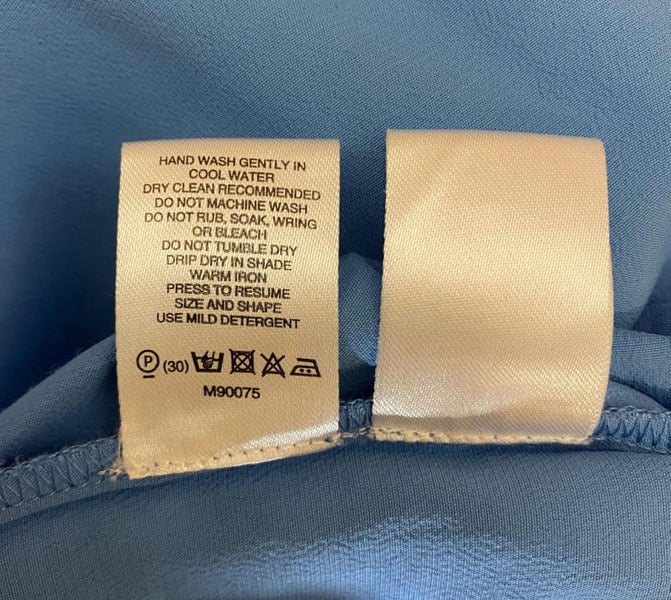 HAND WASH GENTLY IN
COOL WATER
DRY CLEAN RECOMMENDED
DO NOT MACHINE WASH
DO NOT RUB, SOAK, WRING
OR BLEACH
DO NOT TUMBLE DRY
DRIP DRY IN SHADE
WARM IRON
PRESS TO RESUME
SIZE AND SHAPE
USE MILD DETERGENT
P (30)
M90075